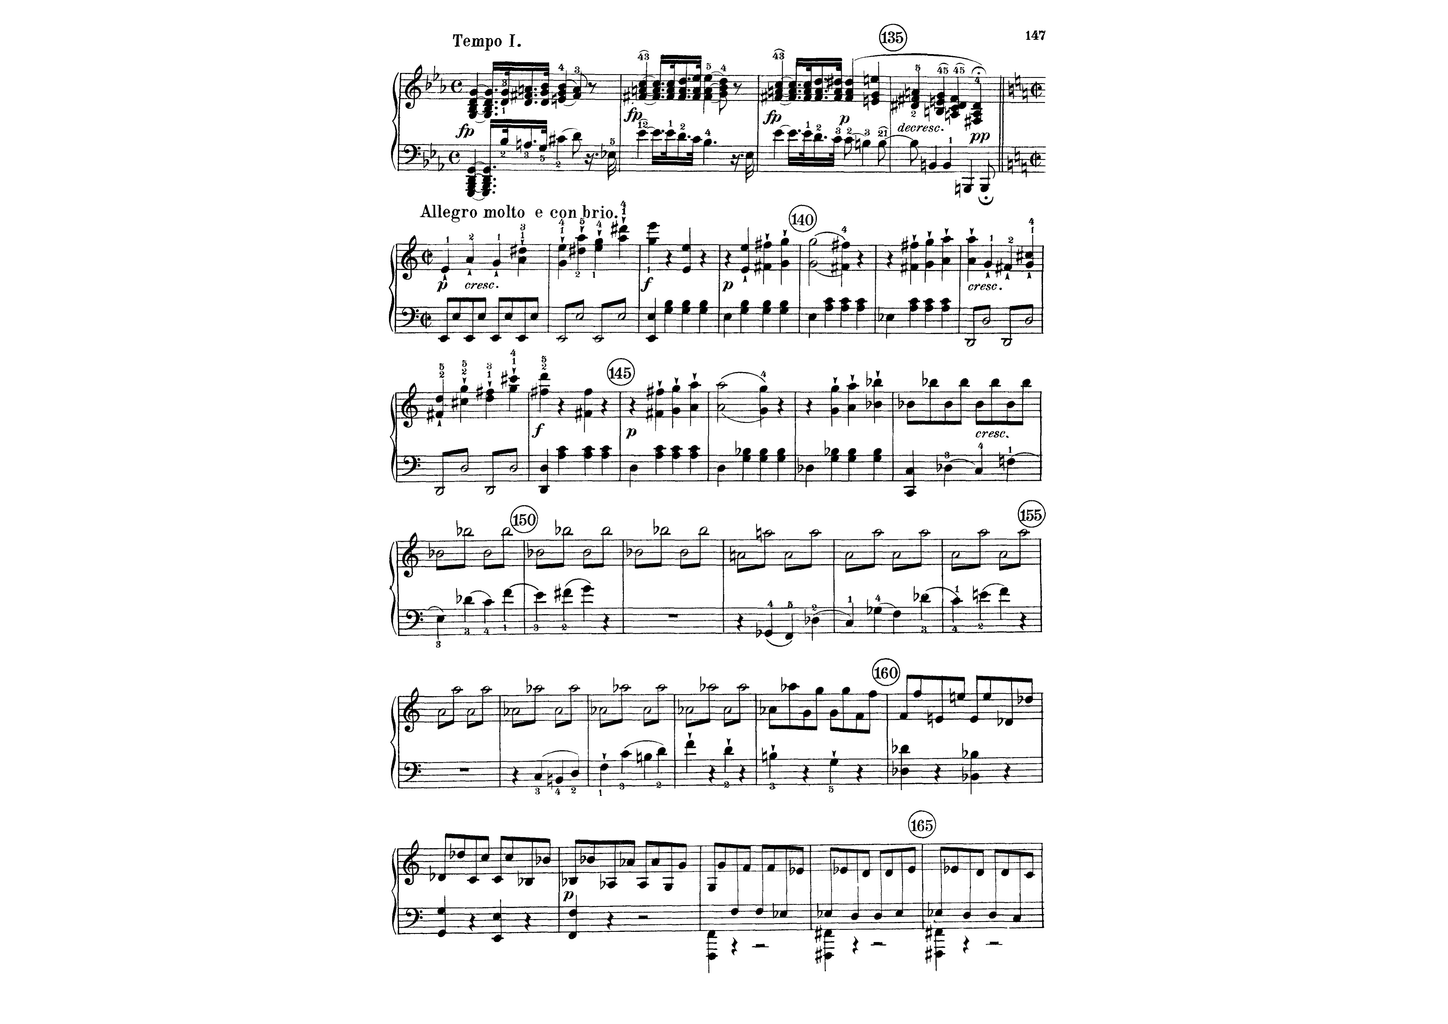 147
Tempo I.
135
fp fp fp p decresc. pp
Allegro molto e con brio.
140
p cresc. f p cresc.
145
f p cresc.
150 155
160
165
p